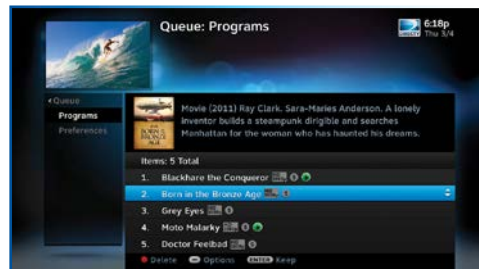 Queue: Programs
6:18p
Thu 3/4
Queue
Programs
Preferences
Movie (2011) Ray Clark. Sara-Maries Anderson. A lonely
inventor builds a steampunk dirigible and searches
Manhattan for the woman who has haunted his dreams.
BORN IN THE
BRONZE
AGE
Items: 5 Total
1. Blackhare the Conqueror
2. Born in the Bronze Age
3. Grey Eyes
4. Moto Malarky
5. Doctor Feelbad
Delete Options ENTER Keep